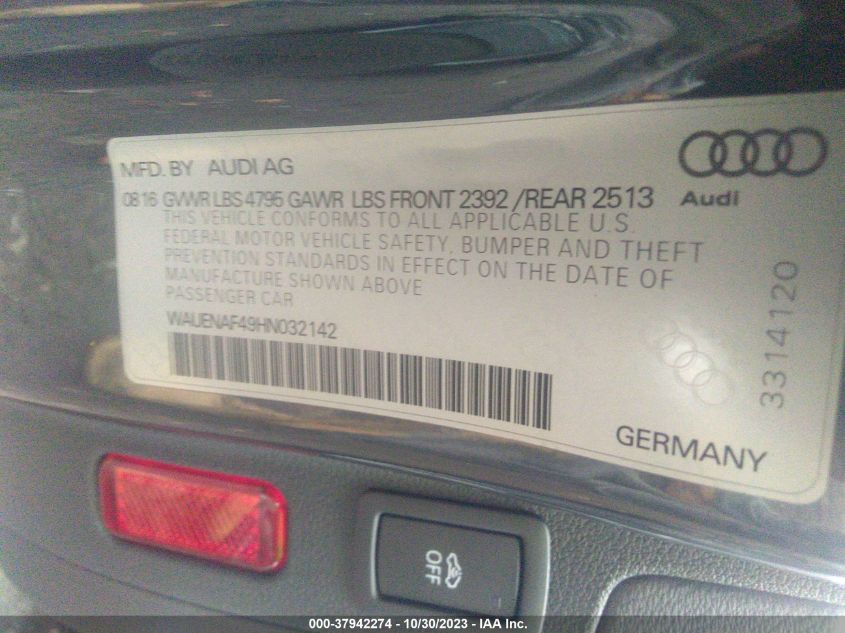 MFD. BY AUDI AG
Audi
0816 GVWR LBS 4795 GAWR LBS FRONT 2392 /REAR 2513
THIS VEHICLE CONFORMS TO ALL APPLICABLE U.S.
FEDERAL MOTOR VEHICLE SAFETY, BUMPER AND THEFT
PREVENTION STANDARDS IN EFFECT ON THE DATE OF
MANUFACTURE SHOWN ABOVE
PASSENGER CAR
WAUENAF49HN032142
3314120
GERMANY
OFF
000-37942274 - 10/30/2023 - IAA Inc.